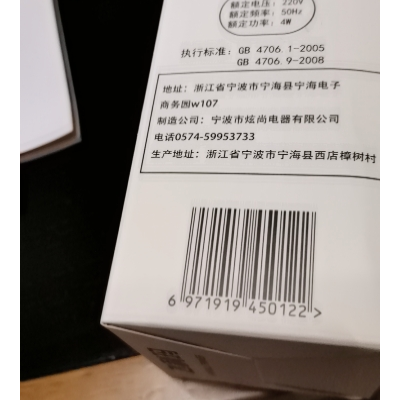 额定电压：220V
额定频率：50Hz
额定功率：4W
执行标准：GB 4706.1-2005
GB 4706.9-2008
地址：浙江省宁波市宁海县宁海电子
商务园w107
制造公司：宁波市炫尚电器有限公司
电话0574-59953733
生产地址：浙江省宁波市宁海县西店樟树村
6 971919 450122 >